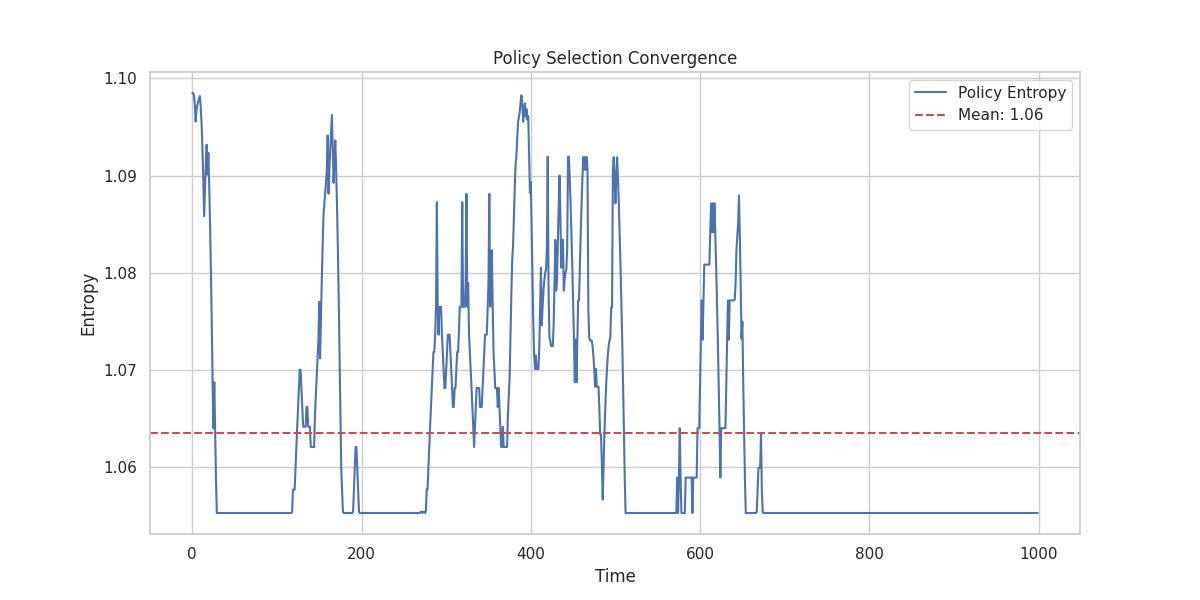 Policy Selection Convergence
1.10
1.09
1.08
1.07
1.06
Entropy
Policy Entropy
Mean: 1.06
0
200
400
600
800
1000
Time